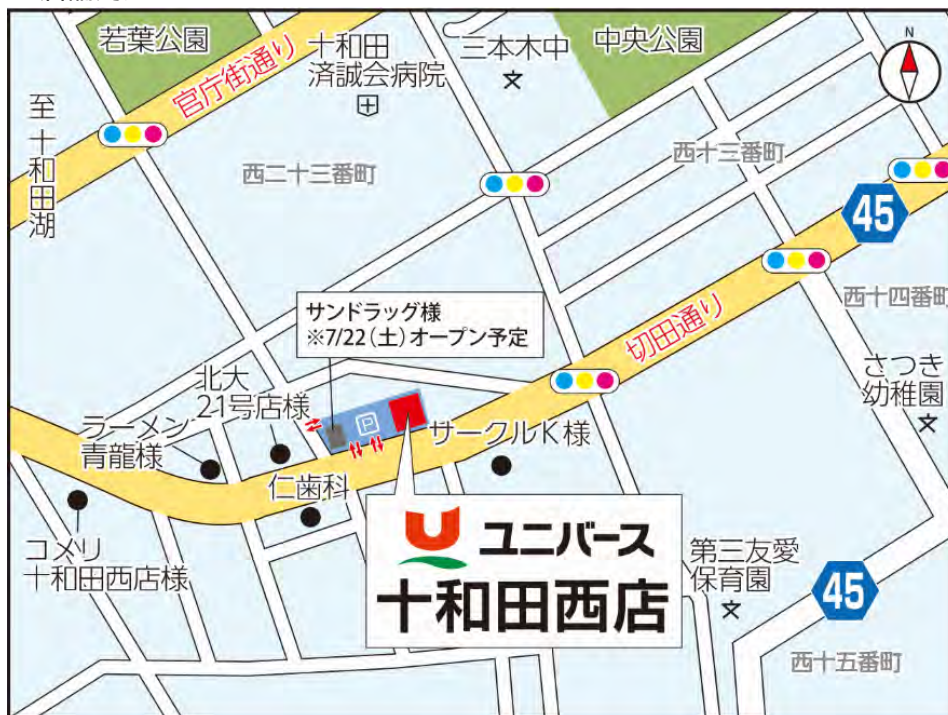 若葉公園
官庁街通り
十和田
済誠会病院
三本木中
中央公園
N
至 十和田湖
西二十三番町
西十三番町
45
西十四番町
サンドラッグ様
※7/22(土)オープン予定
切田通り
さつき
幼稚園
北大
21号店様
ラーメン
青龍様
P
サークルK様
仁歯科
コメリ
十和田西店様
ユニバース
十和田西店
第三友愛
保育園
45
西十五番町